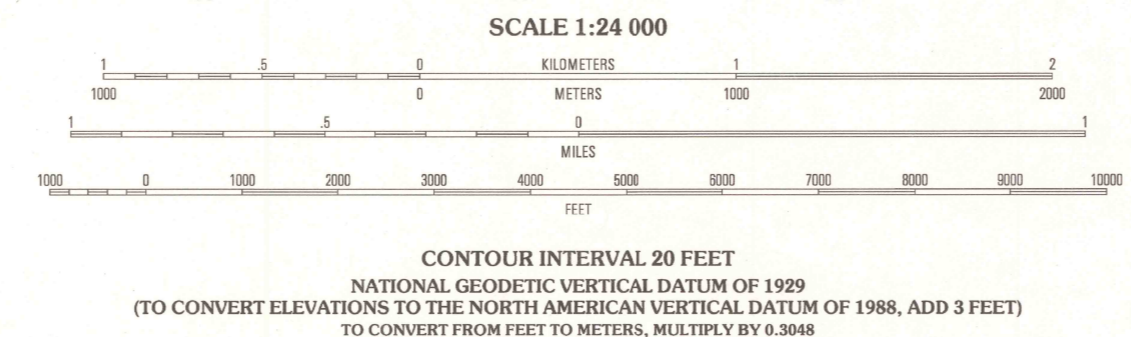 SCALE 1:24 000
1 .5 0 KILOMETERS 1 2
1000 0 METERS 1000 2000
1 .5 0 1
MILES
1000 0 1000 2000 3000 4000 5000 6000 7000 8000 9000 10000
FEET
CONTOUR INTERVAL 20 FEET
NATIONAL GEODETIC VERTICAL DATUM OF 1929
(TO CONVERT ELEVATIONS TO THE NORTH AMERICAN VERTICAL DATUM OF 1988, ADD 3 FEET)
TO CONVERT FROM FEET TO METERS, MULTIPLY BY 0.3048